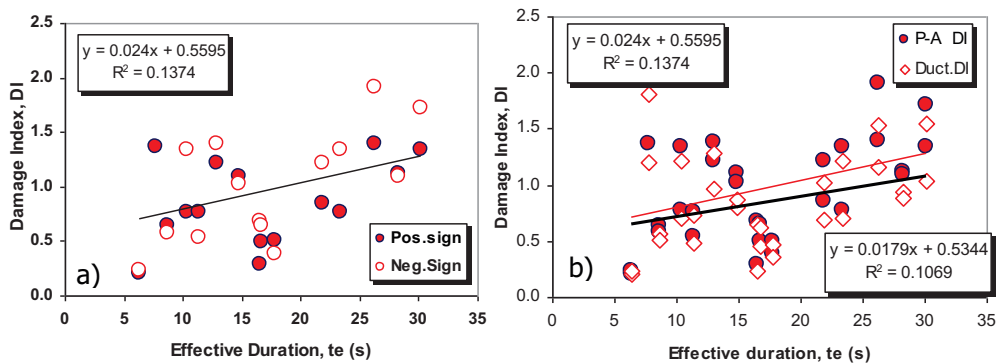 2.5
2.0
1.5
1.0
0.5
0.0
Damage Index, DI
y = 0.024x + 0.5595
R² = 0.1374
Pos.sign
Neg.Sign
a)
0 5 10 15 20 25 30 35
Effective Duration, te (s)
2.5
2.0
1.5
1.0
0.5
0.0
Damage Index, DI
y = 0.024x + 0.5595
R² = 0.1374
P-A DI
Duct.DI
y = 0.0179x + 0.5344
R² = 0.1069
b)
0 5 10 15 20 25 30 35
Effective duration, te (s)